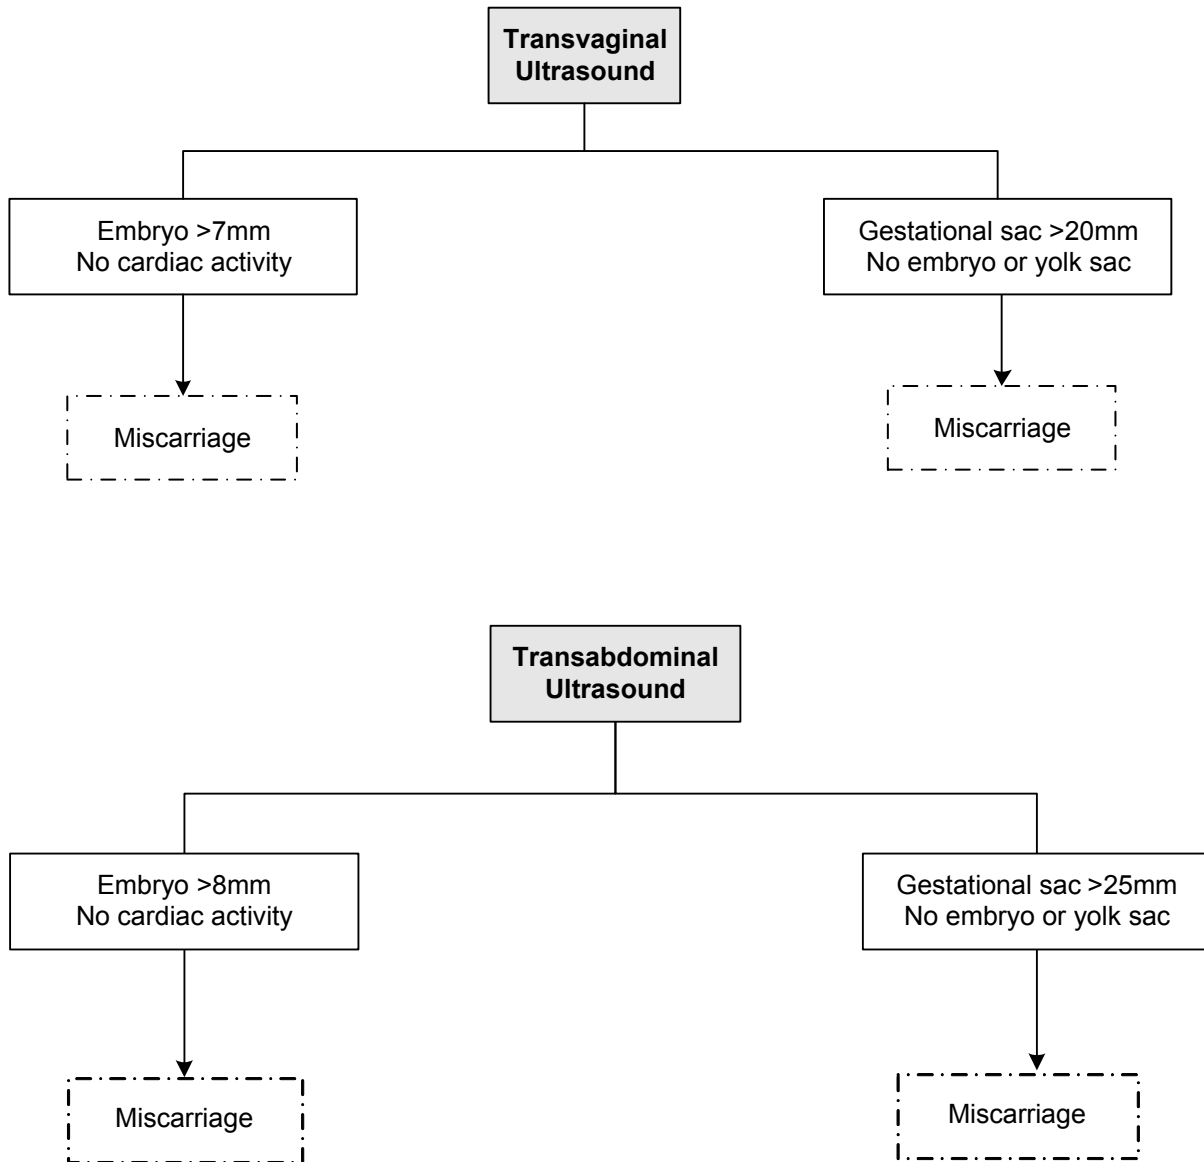 Transvaginal
Ultrasound
Embryo >7mm
No cardiac activity
Gestational sac >20mm
No embryo or yolk sac
Miscarriage
Miscarriage
Transabdominal
Ultrasound
Embryo >8mm
No cardiac activity
Gestational sac >25mm
No embryo or yolk sac
Miscarriage
Miscarriage